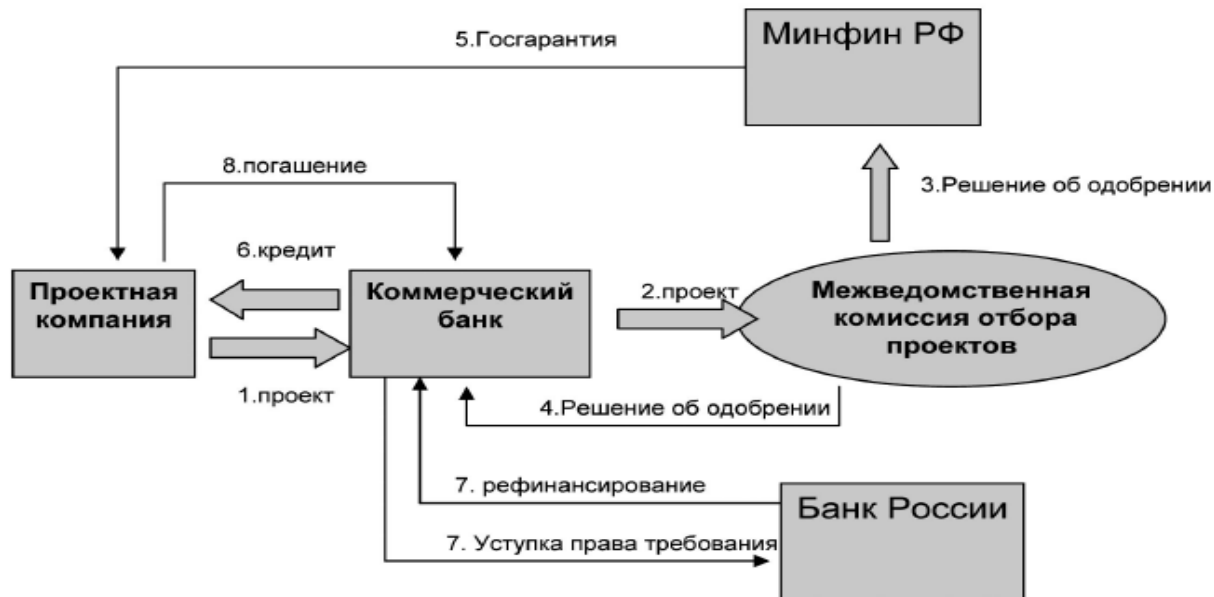 5.Госгарантия
Минфин РФ
8.погашение
3.Решение об одобрении
6.кредит
Проектная
компания
Коммерческий
банк
2.проект
Межведомственная
комиссия отбора
проектов
1.проект
4.Решение об одобрении
7. рефинансирование
Банк России
7. Уступка права требования